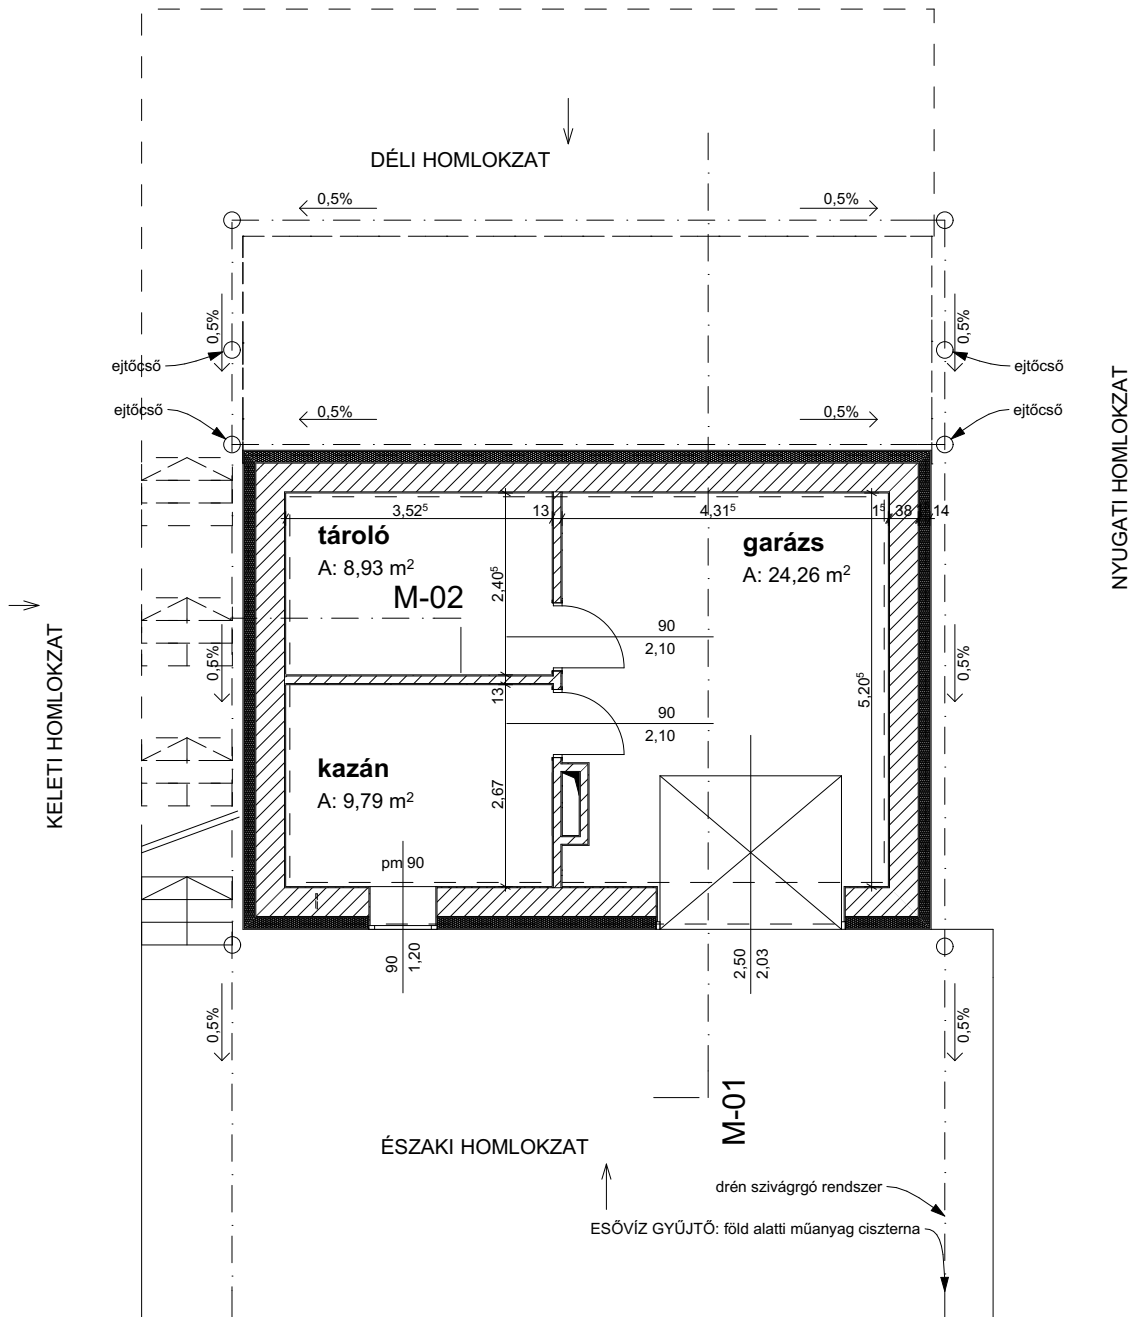 DÉLI HOMLOKZAT
0,5%
0,5%
0,5%
0,5%
ejtőcső
ejtőcső
ejtőcső
ejtőcső
0,5%
0,5%
NYUGATI HOMLOKZAT
3,52⁵
13
4,31⁵
1⁵
38
14
tároló
A: 8,93 m²
garázs
A: 24,26 m²
2,40⁵
M-02
90
2,10
KELETI HOMLOKZAT
0,5%
0,5%
13
5,20⁵
90
2,10
kazán
A: 9,79 m²
2,67
pm 90
90
1,20
2,50
2,03
0,5%
0,5%
M-01
ÉSZAKI HOMLOKZAT
drén szivágrgó rendszer
ESŐVÍZ GYŰJTŐ: föld alatti műanyag ciszterna